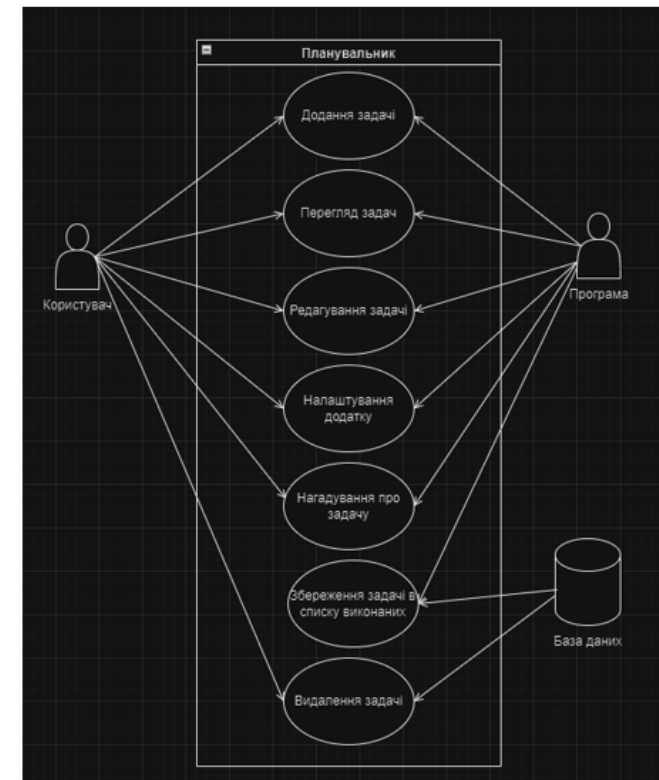 Планувальник
Додання задачі
Перегляд задач
Користувач
Програма
Редагування задачі
Налаштування
додатку
Нагадування про
задачу
Збереження задачі в
списку виконаних
База даних
Видалення задачі